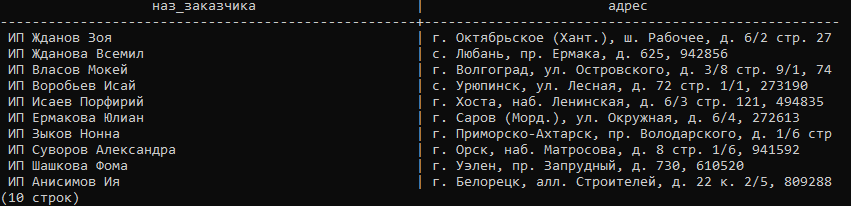 наз_заказчика | адрес
ИП Жданов Зоя | г. Октябрьское (Хант.), ш. Рабочее, д. 6/2 стр. 27
ИП Жданова Всемил | с. Любань, пр. Ермака, д. 625, 942856
ИП Власов Мокей | г. Волгоград, ул. Островского, д. 3/8 стр. 9/1, 74
ИП Воробьев Исай | с. Урюпинск, ул. Лесная, д. 72 стр. 1/1, 273190
ИП Исаев Порфирий | г. Хоста, наб. Ленинская, д. 6/3 стр. 121, 494835
ИП Ермакова Юлиан | г. Саров (Морд.), ул. Окружная, д. 6/4, 272613
ИП Зыков Нонна | г. Приморско-Ахтарск, пр. Володарского, д. 1/6 стр
ИП Суворов Александра | г. Орск, наб. Матросова, д. 8 стр. 1/6, 941592
ИП Шашкова Фома | г. Уэлен, пр. Запрудный, д. 730, 610520
ИП Анисимов Ия | г. Белорецк, алл. Строителей, д. 22 к. 2/5, 809288
(10 строк)